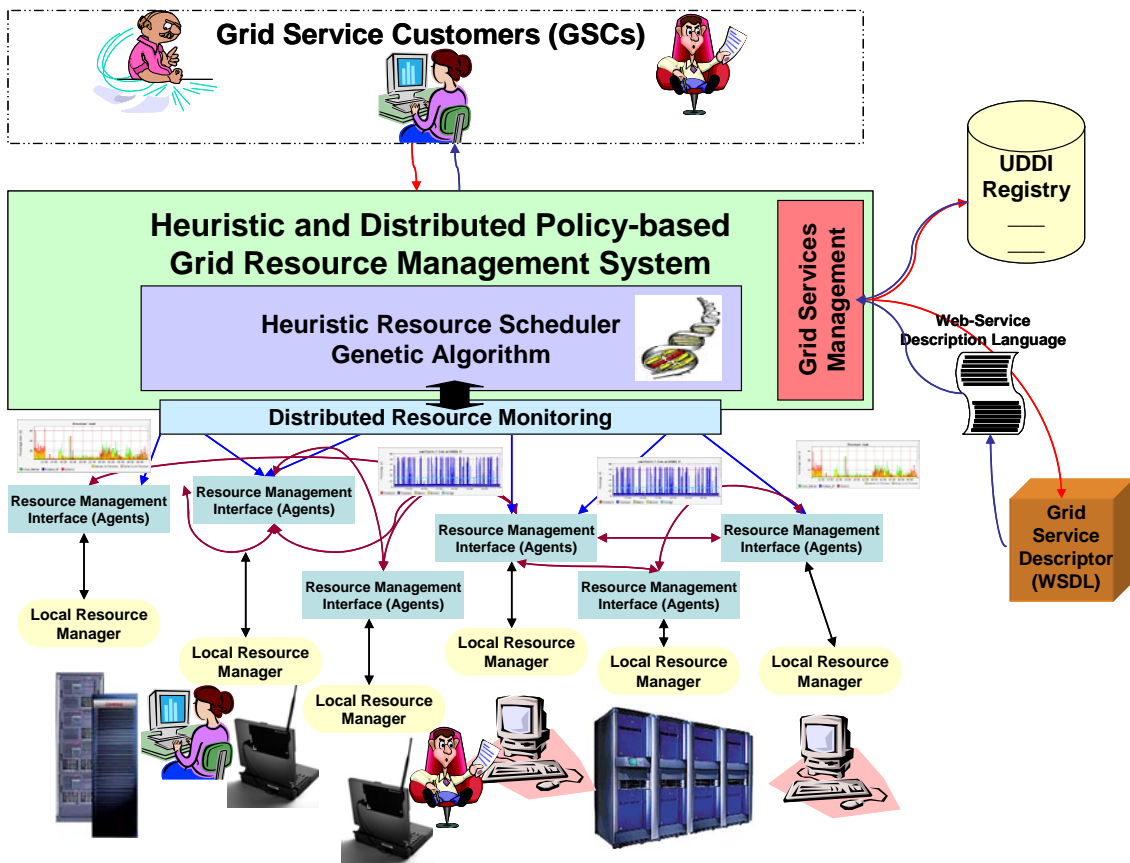 Grid Service Customers (GSCs)
UDDI
Registry
Heuristic and Distributed Policy-based
Grid Resource Management System
Grid Services
Management
Heuristic Resource Scheduler
Genetic Algorithm
Web-Service
Description Language
Distributed Resource Monitoring
Resource Management
Interface (Agents)
Resource Management
Interface (Agents)
Resource Management
Interface (Agents)
Resource Management
Interface (Agents)
Resource Management
Interface (Agents)
Resource Management
Interface (Agents)
Grid
Service
Descriptor
(WSDL)
Local Resource
Manager
Local Resource
Manager
Local Resource
Manager
Local Resource
Manager
Local Resource
Manager
Local Resource
Manager